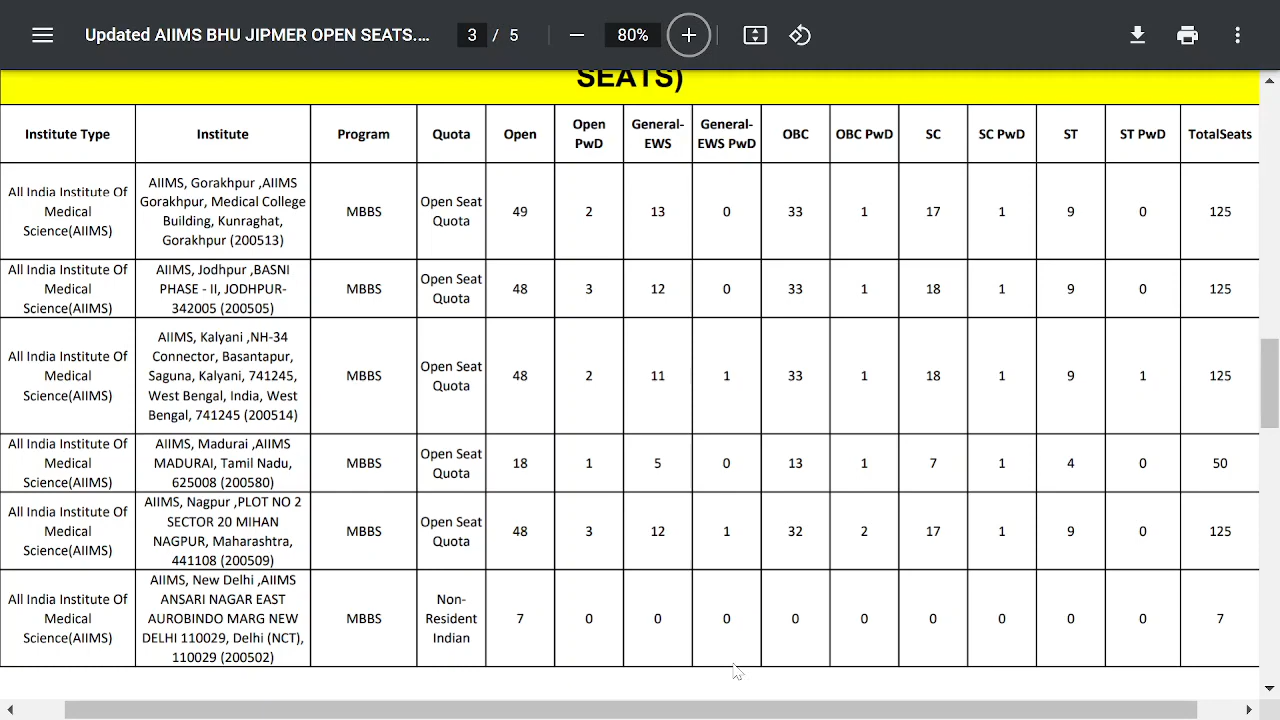 Updated AIIMS BHU JIPMER OPEN SEATS.... 3 / 5 80%
SEATS)
Institute Type Institute Program Quota Open Open PwD General-EWS General-EWS PwD OBC OBC PwD SC SC PwD ST ST PwD TotalSeats
All India Institute Of
Medical
Science(AIIMS)
AIIMS, Gorakhpur ,AIIMS
Gorakhpur, Medical College
Building, Kunraghat,
Gorakhpur (200513)
MBBS
Open Seat
Quota
49 2 13 0 33 1 17 1 9 0 125
All India Institute Of
Medical
Science(AIIMS)
AIIMS, Jodhpur ,BASNI
PHASE - II, JODHPUR-
342005 (200505)
MBBS
Open Seat
Quota
48 3 12 0 33 1 18 1 9 0 125
All India Institute Of
Medical
Science(AIIMS)
AIIMS, Kalyani ,NH-34
Connector, Basantapur,
Saguna, Kalyani, 741245,
West Bengal, India, West
Bengal, 741245 (200514)
MBBS
Open Seat
Quota
48 2 11 1 33 1 18 1 9 1 125
All India Institute Of
Medical
Science(AIIMS)
AIIMS, Madurai ,AIIMS
MADURAI, Tamil Nadu,
625008 (200580)
MBBS
Open Seat
Quota
18 1 5 0 13 1 7 1 4 0 50
All India Institute Of
Medical
Science(AIIMS)
AIIMS, Nagpur ,PLOT NO 2
SECTOR 20 MIHAN
NAGPUR, Maharashtra,
441108 (200509)
MBBS
Open Seat
Quota
48 3 12 1 32 2 17 1 9 0 125
All India Institute Of
Medical
Science(AIIMS)
AIIMS, New Delhi ,AIIMS
ANSARI NAGAR EAST
AUROBINDO MARG NEW
DELHI 110029, Delhi (NCT),
110029 (200502)
MBBS
Non-
Resident
Indian
7 0 0 0 0 0 0 0 0 0 7